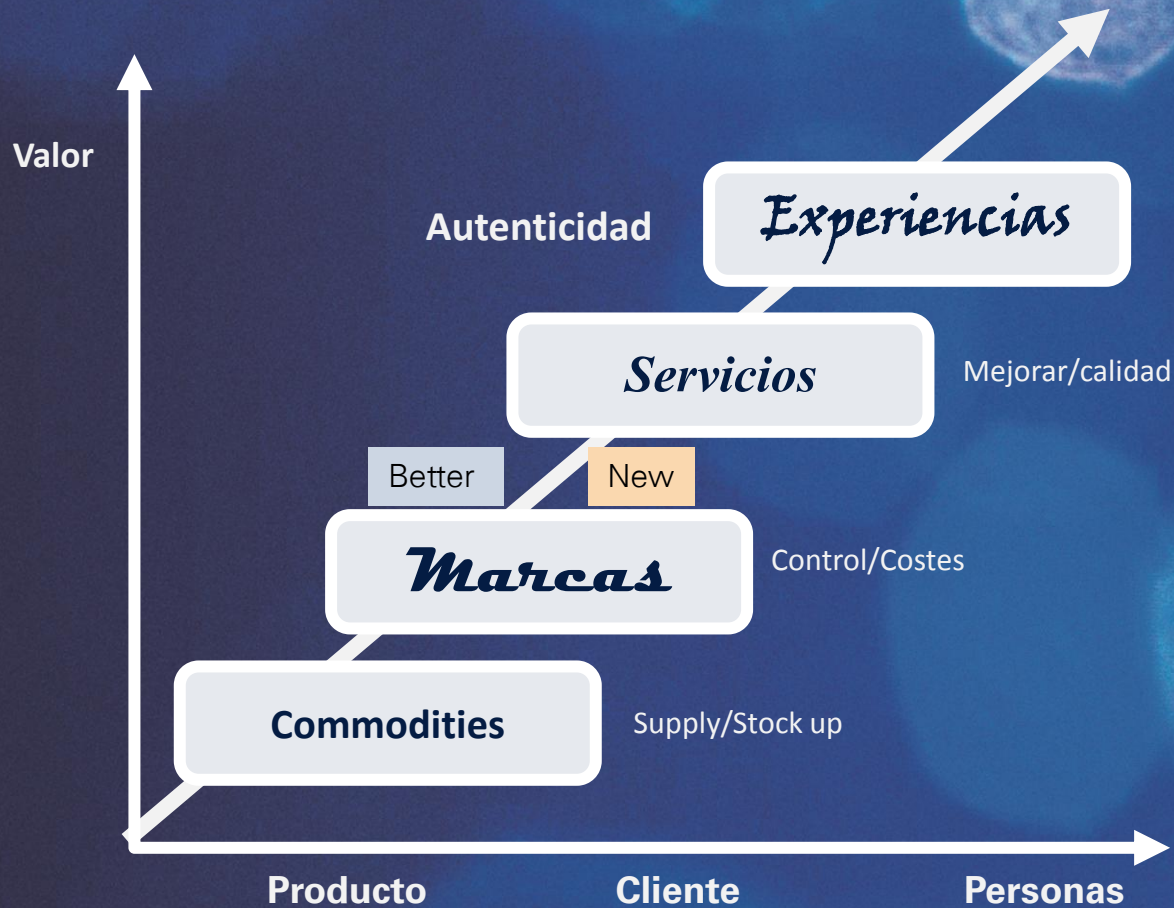 Valor
Autenticidad
Experiencias
Servicios
Mejorar/calidad
Better
New
Marcas
Control/Costes
Commodities
Supply/Stock up
Producto
Cliente
Personas